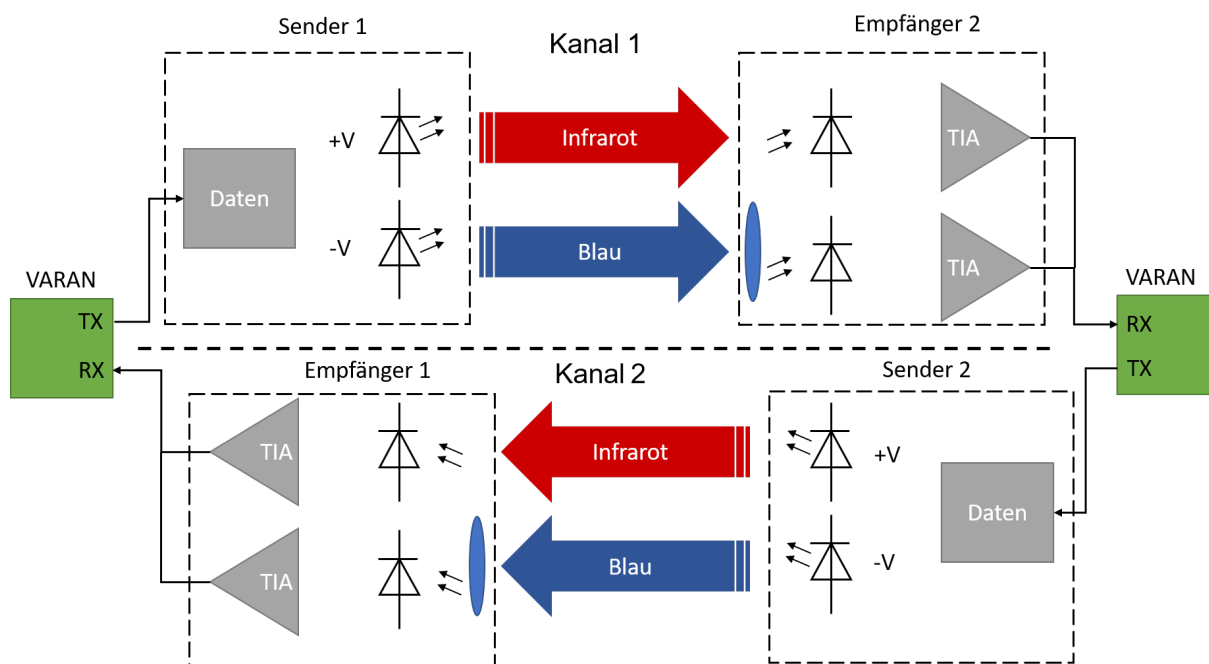 Sender 1
Kanal 1
Empfänger 2
+V
Infrarot
TIA
Daten
-V
Blau
TIA
VARAN
TX
RX
VARAN
RX
TX
Empfänger 1
Kanal 2
Sender 2
TIA
Infrarot
+V
Daten
TIA
Blau
-V